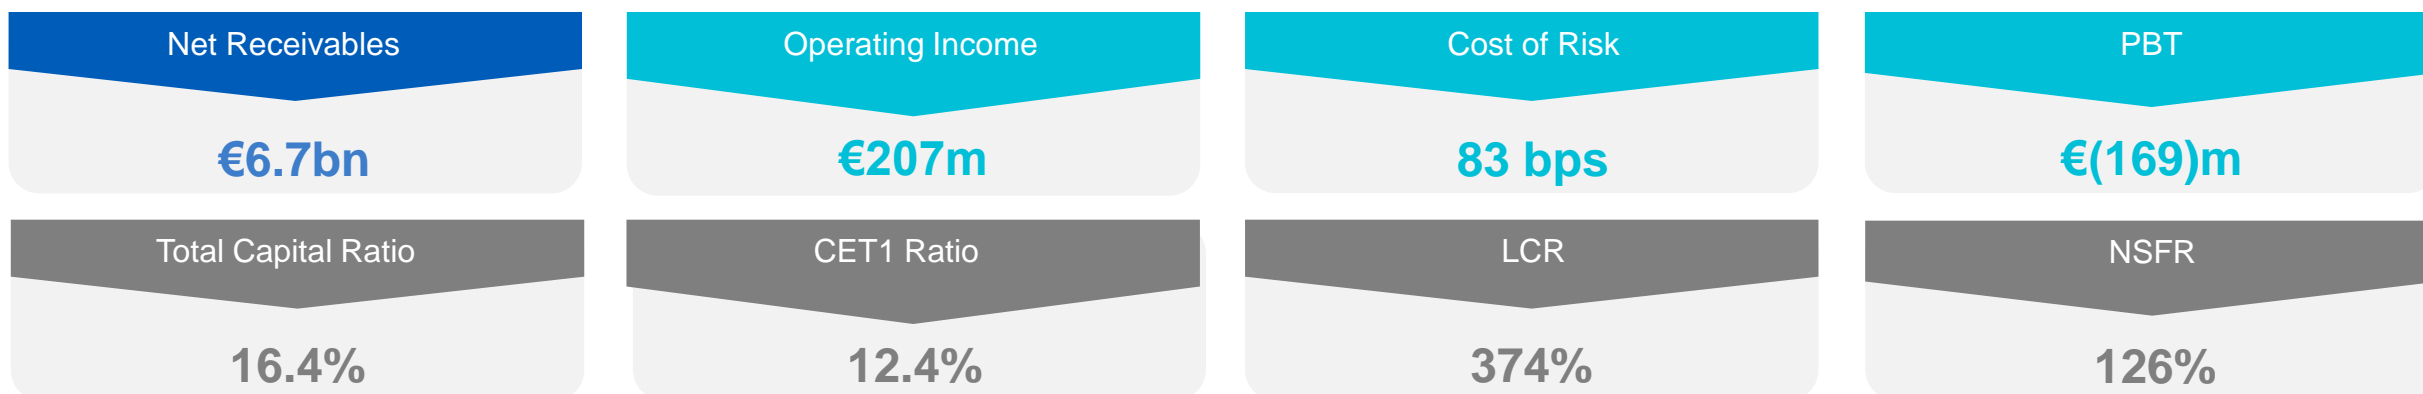 Net Receivables
Operating Income
Cost of Risk
PBT
€6.7bn
€207m
83 bps
€(169)m
Total Capital Ratio
CET1 Ratio
LCR
NSFR
16.4%
12.4%
374%
126%